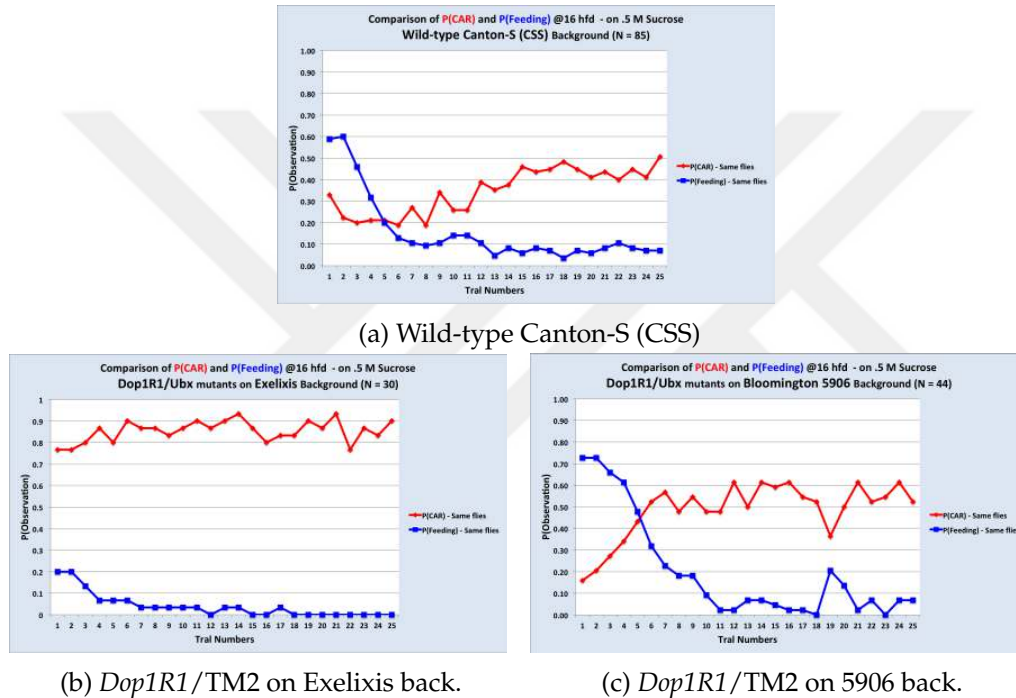 Comparison of P(CAR) and P(Feeding) @16 hfd - on .5 M Sucrose
Wild-type Canton-S (CSS) Background (N = 85)
1.00
0.90
0.80
0.70
0.60
0.50
0.40
0.30
0.20
0.10
0.00
P(Observation)
1 2 3 4 5 6 7 8 9 10 11 12 13 14 15 16 17 18 19 20 21 22 23 24 25
Tral Numbers
P(CAR) - Same flies
P(Feeding) - Same flies
(a) Wild-type Canton-S (CSS)
Comparison of P(CAR) and P(Feeding) @16 hfd - on .5 M Sucrose
Dop1R1/Ubx mutants on Exelixis Background (N = 30)
1
0.9
0.8
0.7
0.6
0.5
0.4
0.3
0.2
0.1
0
P(Observation)
1 2 3 4 5 6 7 8 9 10 11 12 13 14 15 16 17 18 19 20 21 22 23 24 25
Tral Numbers
P(CAR) - Same flies
P(Feeding) - Same flies
(b) Dop1R1/TM2 on Exelixis back.
Comparison of P(CAR) and P(Feeding) @16 hfd - on .5 M Sucrose
Dop1R1/Ubx mutants on Bloomington 5906 Background (N = 44)
1.00
0.90
0.80
0.70
0.60
0.50
0.40
0.30
0.20
0.10
0.00
P(Observation)
1 2 3 4 5 6 7 8 9 10 11 12 13 14 15 16 17 18 19 20 21 22 23 24 25
Tral Numbers
P(CAR) - Same flies
P(Feeding) - Same flies
(c) Dop1R1/TM2 on 5906 back.